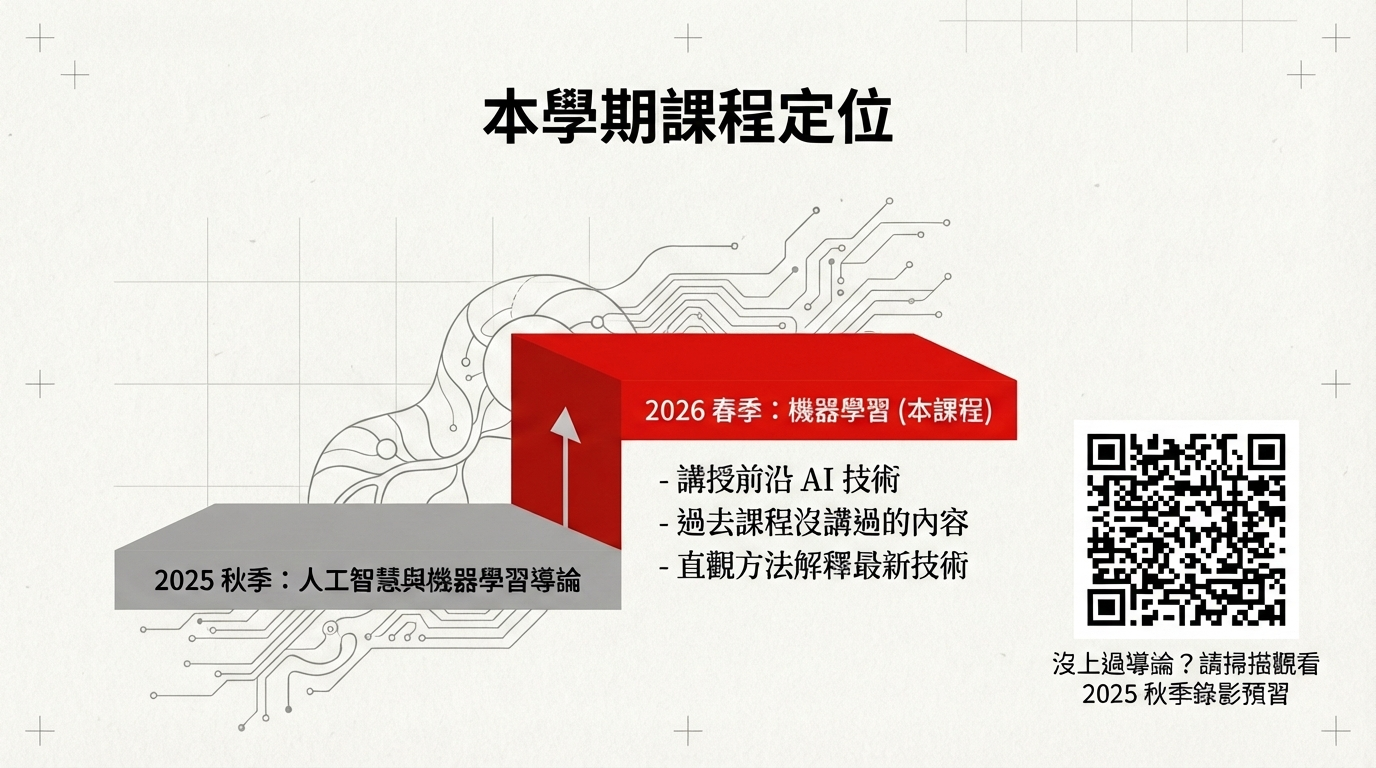 本學期課程定位
2026 春季：機器學習 (本課程)
- 講授前沿 AI 技術
- 過去課程沒講過的內容
- 直觀方法解釋最新技術
2025 秋季：人工智慧與機器學習導論
沒上過導論？請掃描觀看
2025 秋季錄影預習